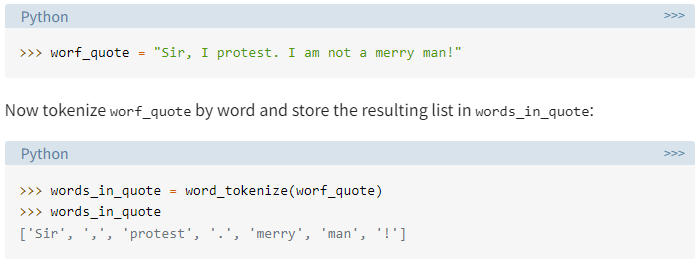 Python >>>
>>> worf_quote = "Sir, I protest. I am not a merry man!"
Now tokenize worf_quote by word and store the resulting list in words_in_quote:
Python >>>
>>> words_in_quote = word_tokenize(worf_quote)
>>> words_in_quote
['Sir', ',', 'protest', '.', 'merry', 'man', '!']